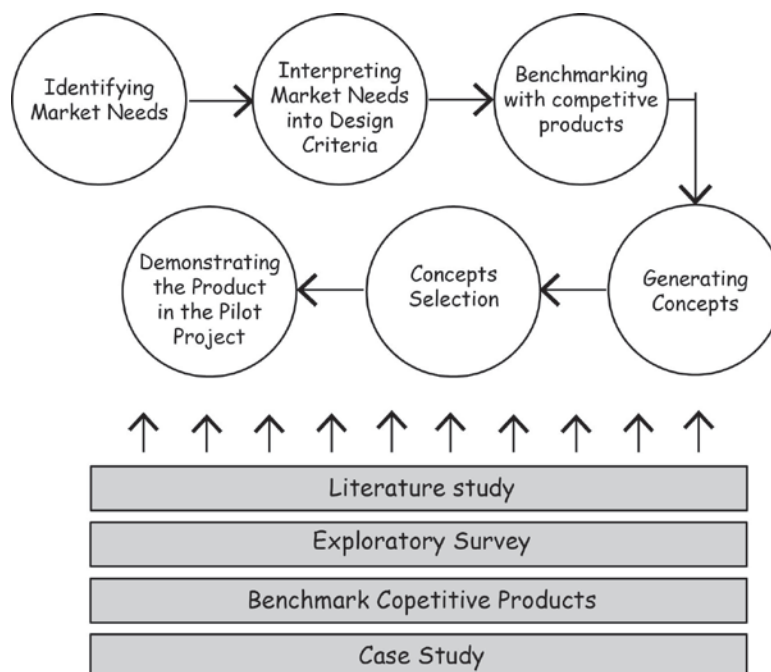 Identifying
Market Needs
Interpreting
Market Needs
into Design
Criteria
Benchmarking
with competitve
products
Generating
Concepts
Concepts
Selection
Demonstrating
the Product
in the Pilot
Project
Literature study
Exploratory Survey
Benchmark Copetitive Products
Case Study